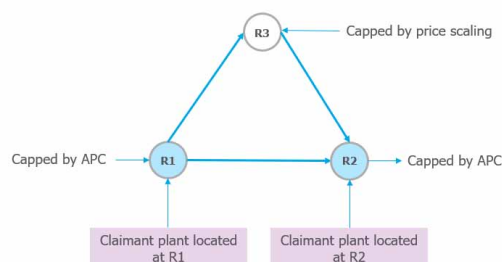 R3
Capped by price scaling
Capped by APC
R1
R2
Capped by APC
Claimant plant located
at R1
Claimant plant located
at R2